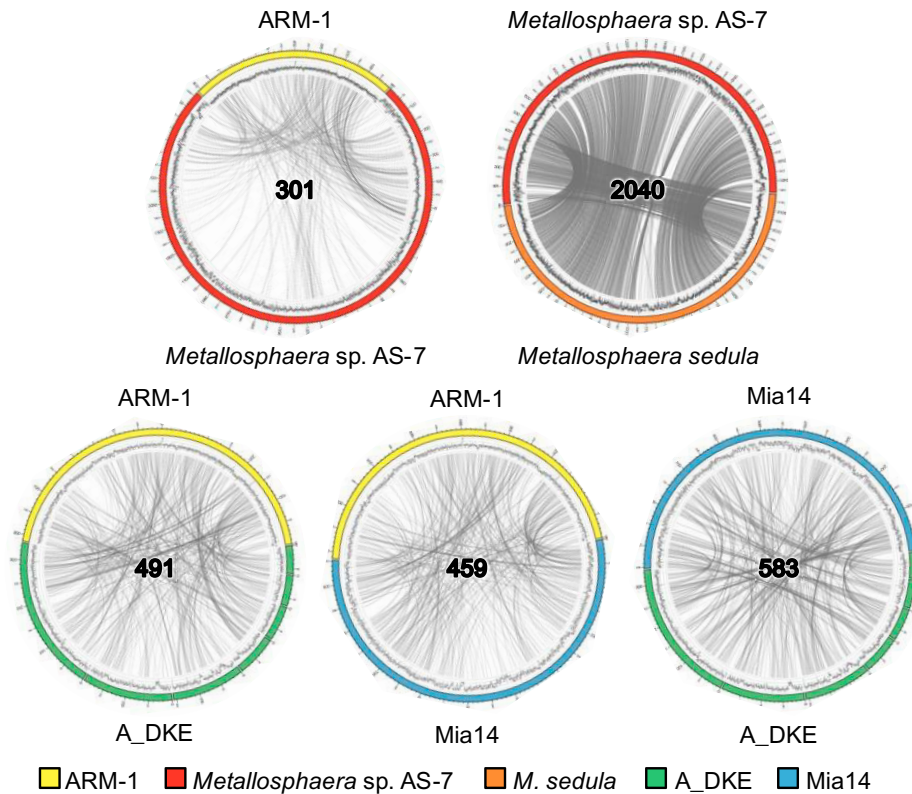 ARM-1
Metallosphaera sp. AS-7
301
2040
Metallosphaera sp. AS-7
Metallosphaera sedula
ARM-1
ARM-1
Mia14
491
459
583
A_DKE
Mia14
A_DKE
ARM-1 Metallosphaera sp. AS-7 M. sedula A_DKE Mia14